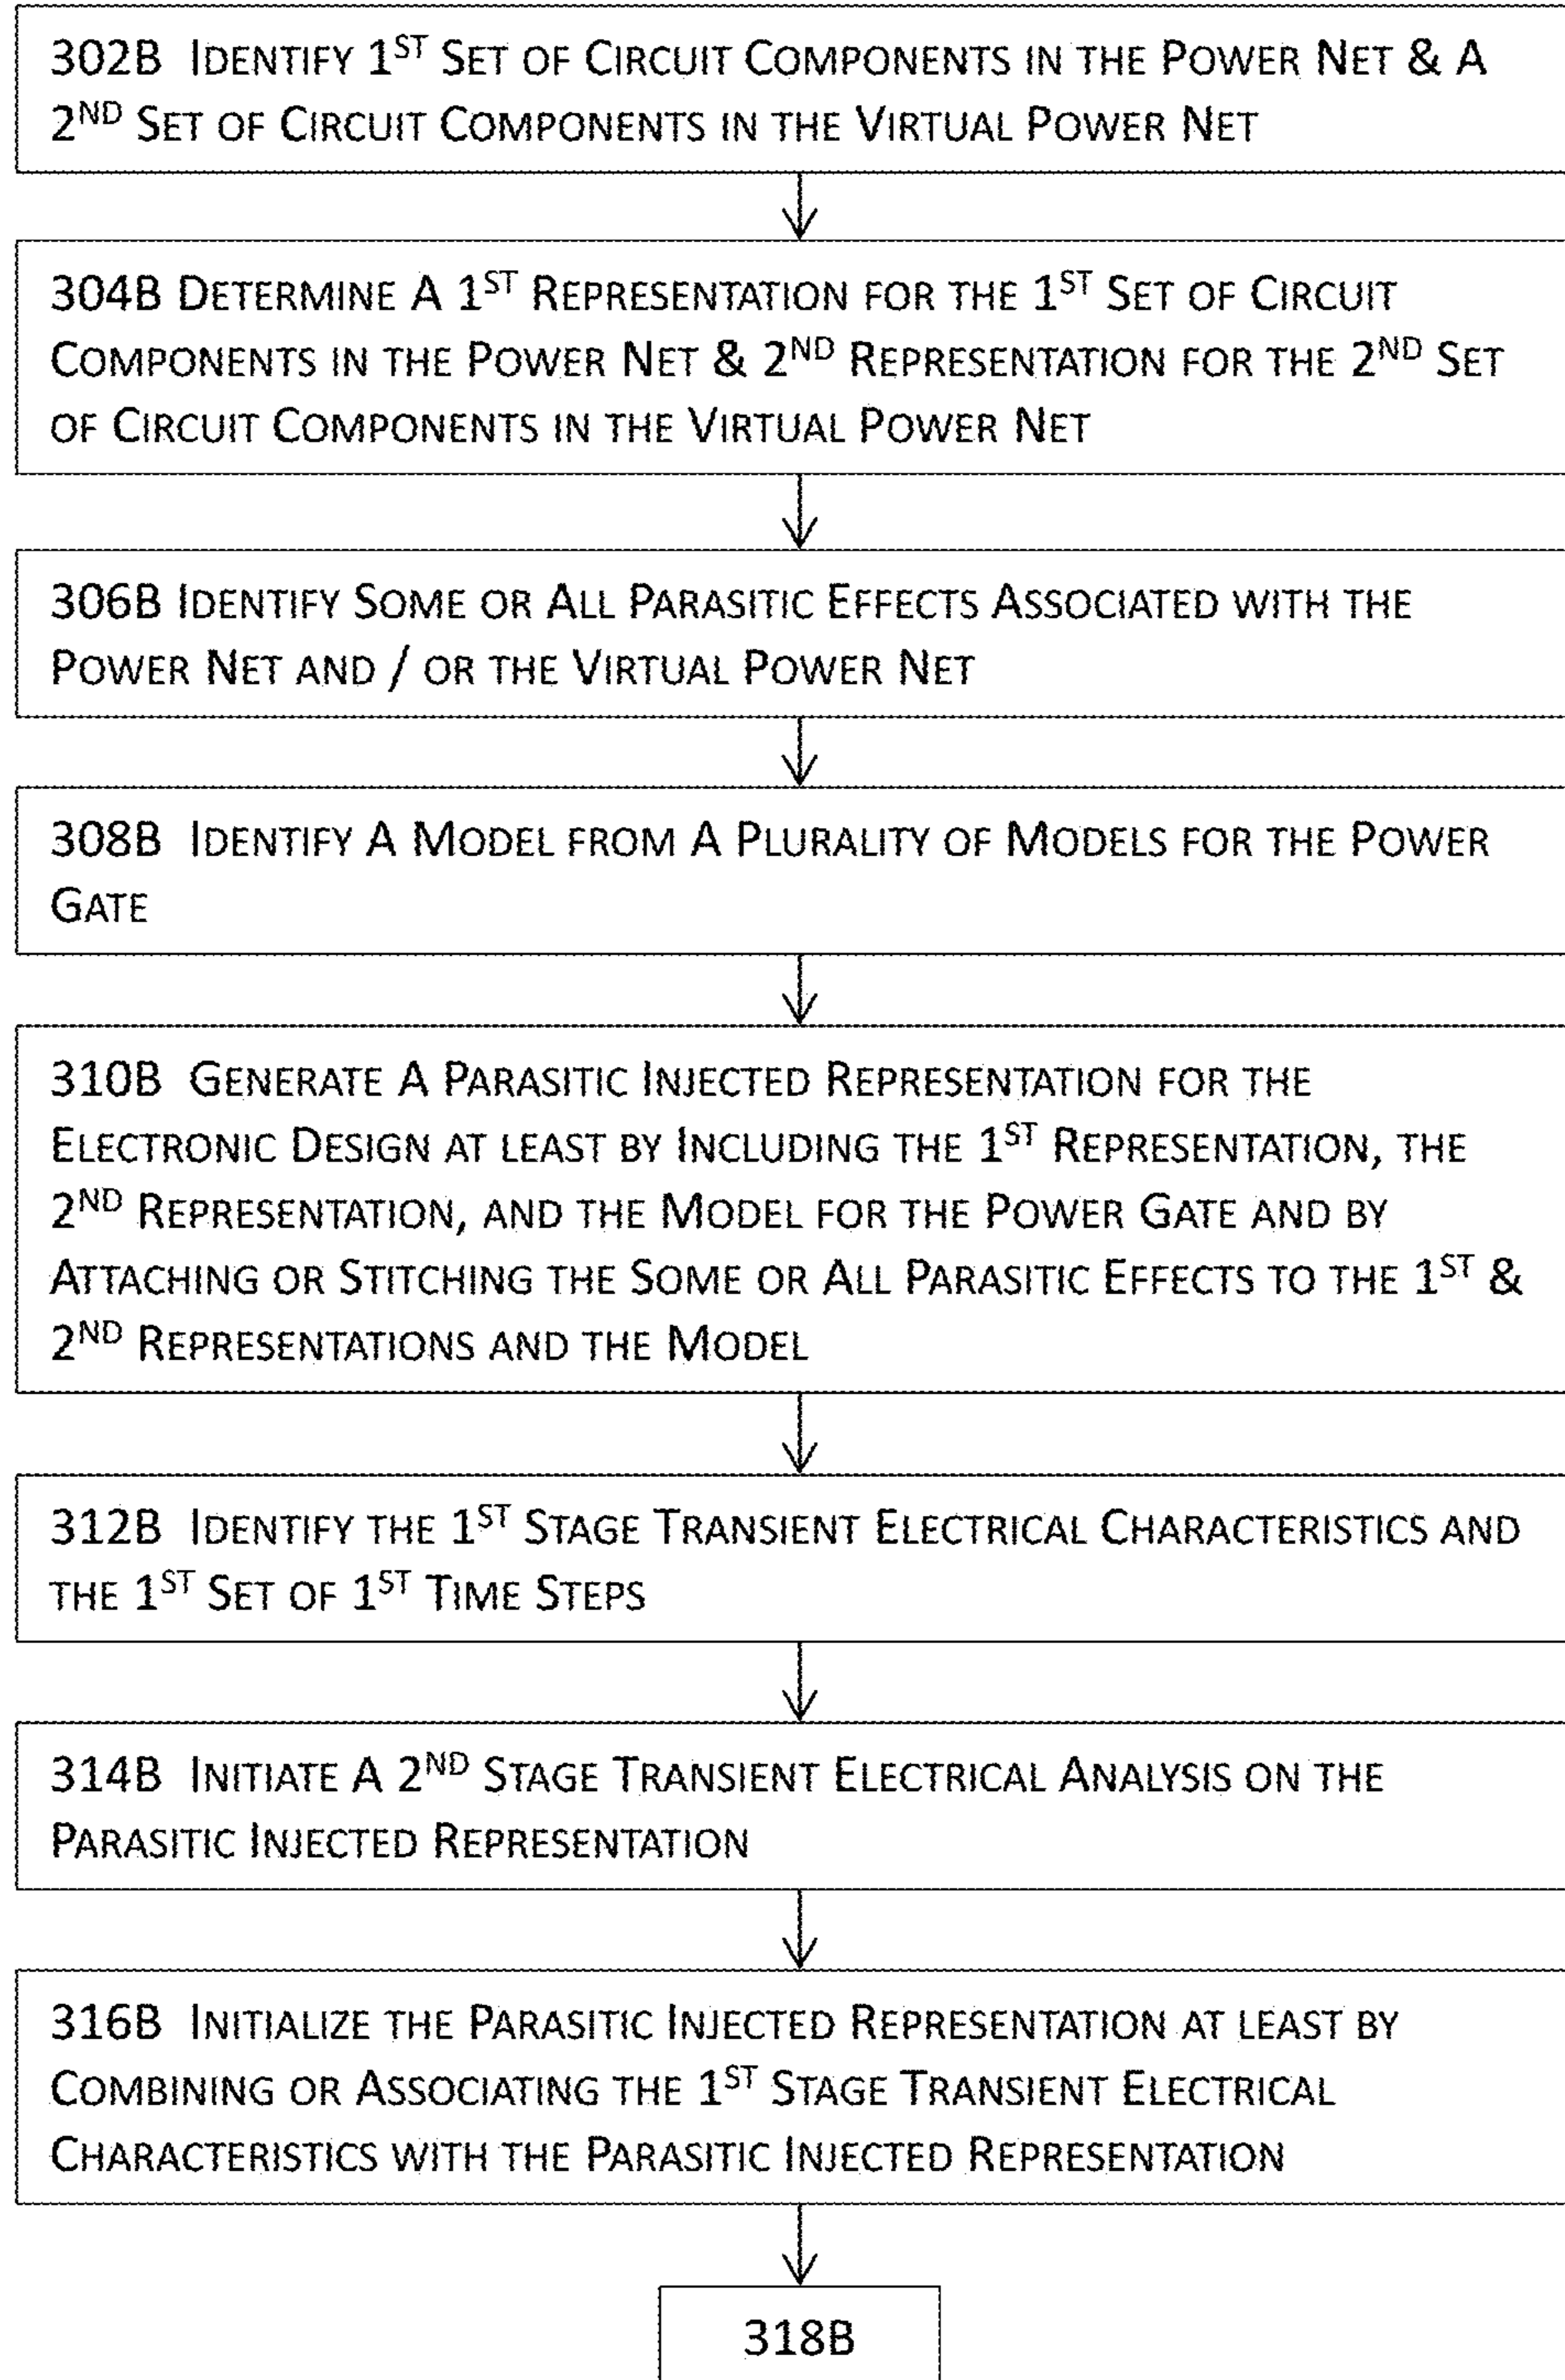 302B IDENTIFY 1ST SET OF CIRCUIT COMPONENTS IN THE POWER NET & A
2ND SET OF CIRCUIT COMPONENTS IN THE VIRTUAL POWER NET
304B DETERMINE A 1ST REPRESENTATION FOR THE 1ST SET OF CIRCUIT
COMPONENTS IN THE POWER NET & 2ND REPRESENTATION FOR THE 2ND SET
OF CIRCUIT COMPONENTS IN THE VIRTUAL POWER NET
306B IDENTIFY SOME OR ALL PARASITIC EFFECTS ASSOCIATED WITH THE
POWER NET AND / OR THE VIRTUAL POWER NET
308B IDENTIFY A MODEL FROM A PLURALITY OF MODELS FOR THE POWER
GATE
310B GENERATE A PARASITIC INJECTED REPRESENTATION FOR THE
ELECTRONIC DESIGN AT LEAST BY INCLUDING THE 1ST REPRESENTATION, THE
2ND REPRESENTATION, AND THE MODEL FOR THE POWER GATE AND BY
ATTACHING OR STITCHING THE SOME OR ALL PARASITIC EFFECTS TO THE 1ST &
2ND REPRESENTATIONS AND THE MODEL
312B IDENTIFY THE 1ST STAGE TRANSIENT ELECTRICAL CHARACTERISTICS AND
THE 1ST SET OF 1ST TIME STEPS
314B INITIATE A 2ND STAGE TRANSIENT ELECTRICAL ANALYSIS ON THE
PARASITIC INJECTED REPRESENTATION
316B INITIALIZE THE PARASITIC INJECTED REPRESENTATION AT LEAST BY
COMBINING OR ASSOCIATING THE 1ST STAGE TRANSIENT ELECTRICAL
CHARACTERISTICS WITH THE PARASITIC INJECTED REPRESENTATION
318B